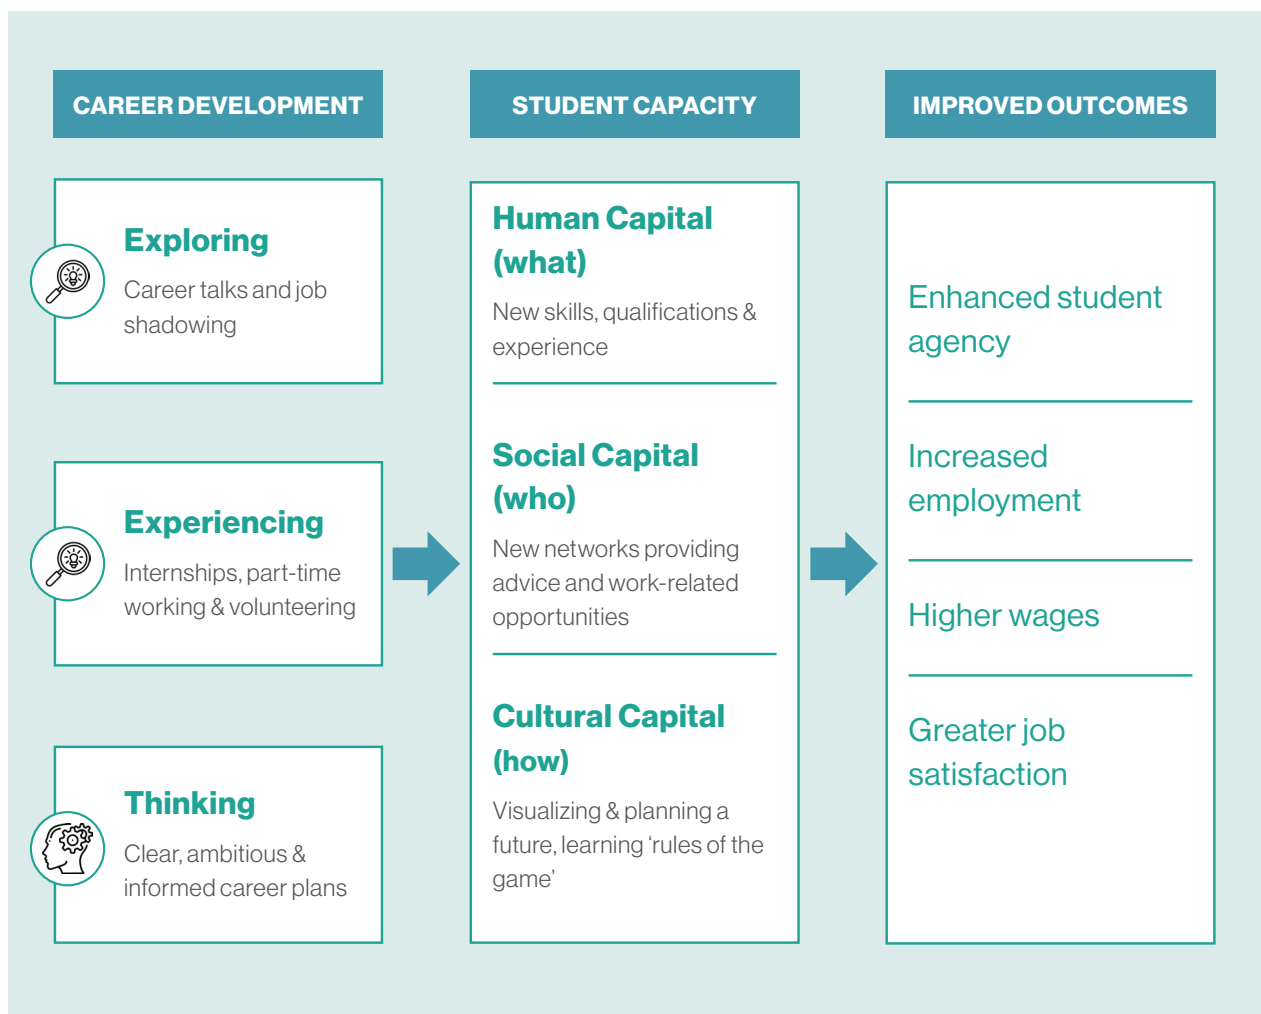 CAREER DEVELOPMENT
Exploring
Career talks and job
shadowing
Experiencing
Internships, part-time
working & volunteering
Thinking
Clear, ambitious &
informed career plans
STUDENT CAPACITY
Human Capital
(what)
New skills, qualifications &
experience
Social Capital
(who)
New networks providing
advice and work-related
opportunities
Cultural Capital
(how)
Visualizing & planning a
future, learning ‘rules of the
game’
IMPROVED OUTCOMES
Enhanced student
agency
Increased
employment
Higher wages
Greater job
satisfaction